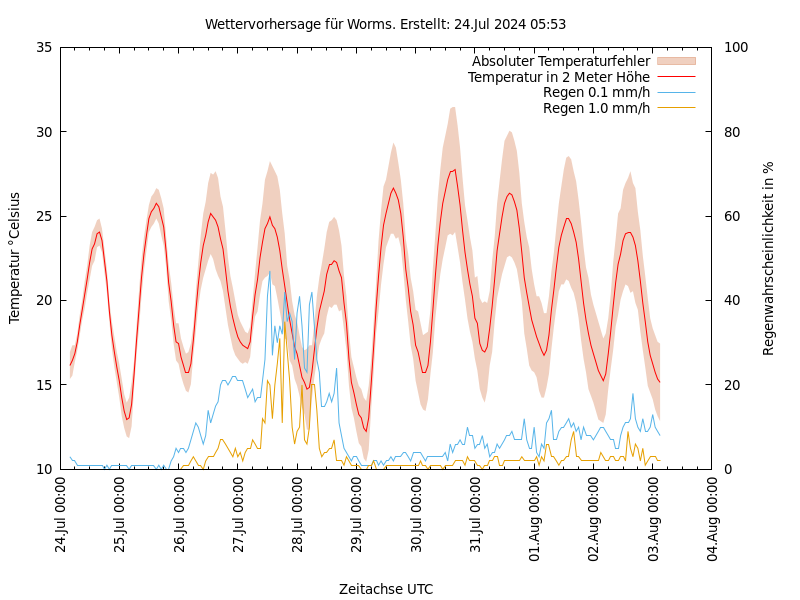 Wettervorhersage für Worms. Erstellt: 24.Jul 2024 05:53
35
30
25
20
15
10
100
80
60
40
20
0
Absoluter Temperaturfehler
Temperatur in 2 Meter Höhe
Regen 0.1 mm/h
Regen 1.0 mm/h
Temperatur °Celsius
Regenwahrscheinlichkeit in %
24.Jul 00:00
25.Jul 00:00
26.Jul 00:00
27.Jul 00:00
28.Jul 00:00
29.Jul 00:00
30.Jul 00:00
31.Jul 00:00
01.Aug 00:00
02.Aug 00:00
03.Aug 00:00
04.Aug 00:00
Zeitachse UTC